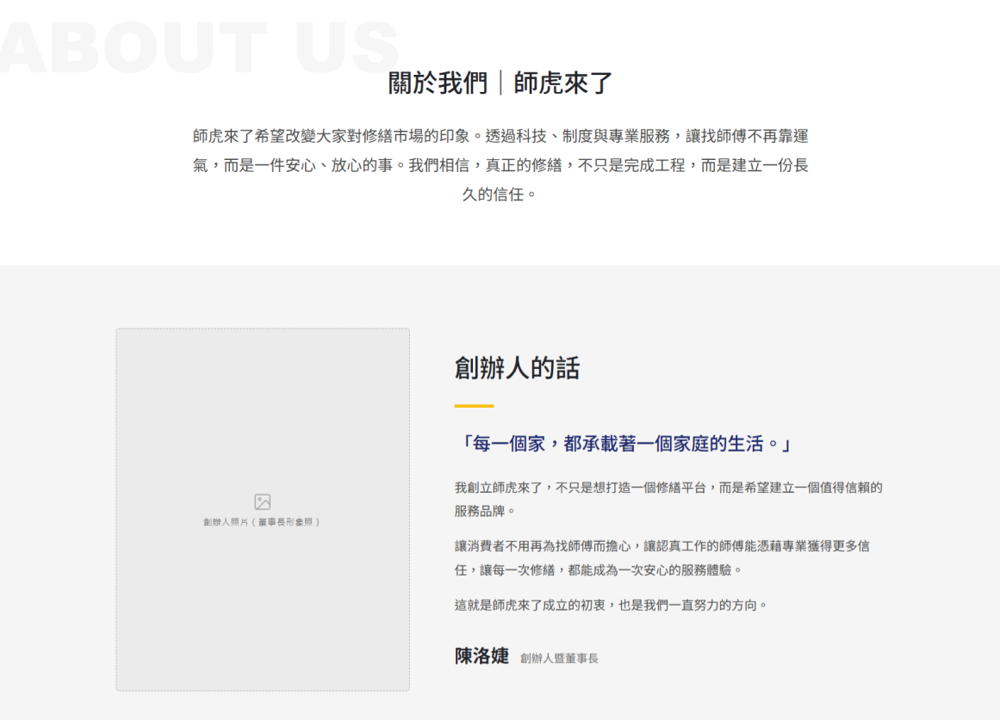 ABOUT US
關於我們｜師虎來了
師虎來了希望改變大家對修繕市場的印象。透過科技、制度與專業服務，讓找師傅不再靠運
氣，而是一件安心、放心的事。我們相信，真正的修繕，不只是完成工程，而是建立一份長
久的信任。
創辦人的話
「每一個家，都承載著一個家庭的生活。」
我創立師虎來了，不只是想打造一個修繕平台，而是希望建立一個值得信賴的
服務品牌。
讓消費者不用再為找師傅而擔心，讓認真工作的師傅能憑藉專業獲得更多信
任，讓每一次修繕，都能成為一次安心的服務體驗。
這就是師虎來了成立的初衷，也是我們一直努力的方向。
陳洛婕 創辦人暨董事長
創辦人照片（董事長形象照）